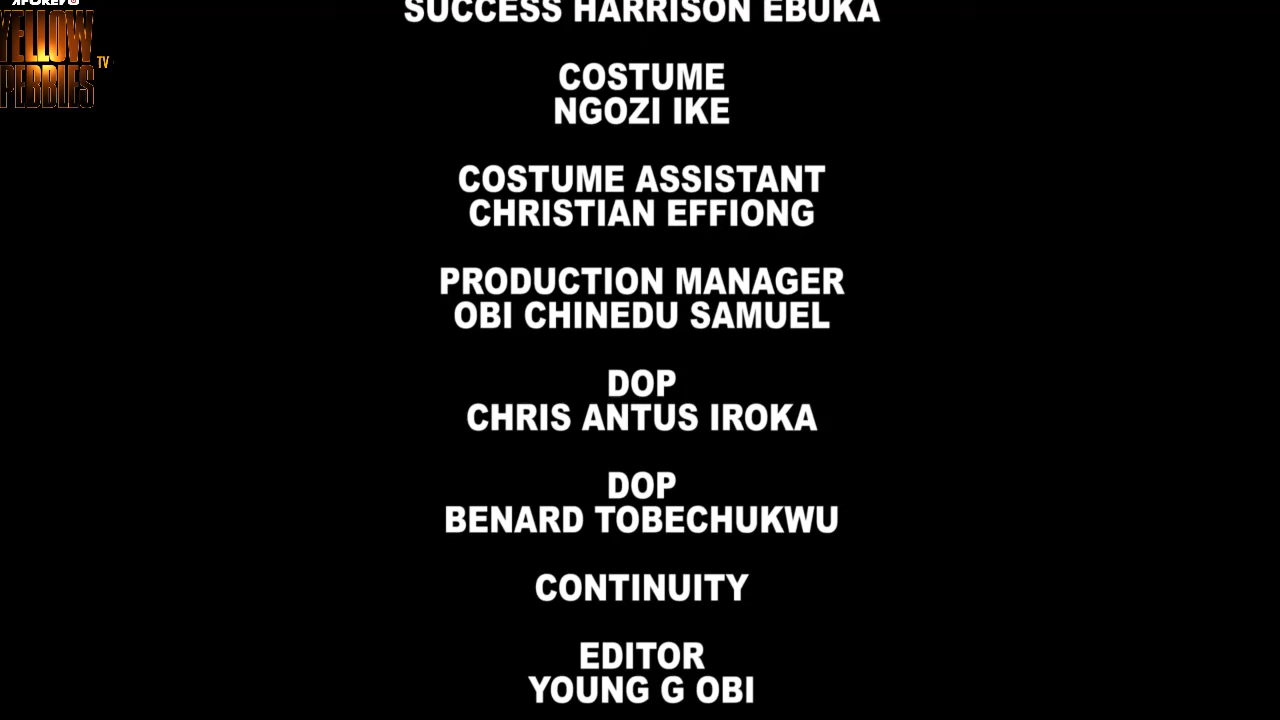 YELLOW
PEBBLES
TV
SUCCESS HARRISON EBUKA
COSTUME
NGOZI IKE
COSTUME ASSISTANT
CHRISTIAN EFFIONG
PRODUCTION MANAGER
OBI CHINEDU SAMUEL
DOP
CHRIS ANTUS IROKA
DOP
BENARD TOBECHUKWU
CONTINUITY
EDITOR
YOUNG G OBI